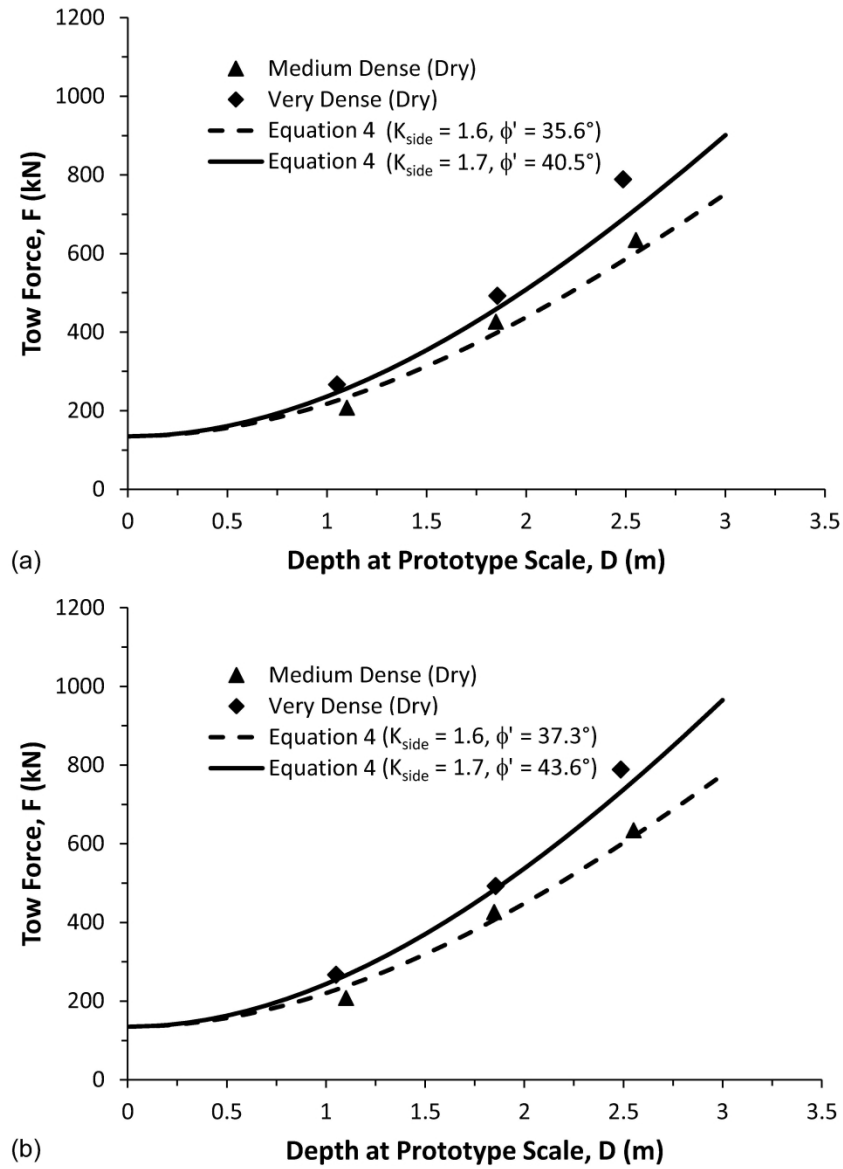 1200
1000
800
600
400
200
0
Tow Force, F (kN)
▲ Medium Dense (Dry)
◆ Very Dense (Dry)
Equation 4 (K_side = 1.6, ϕ' = 35.6°)
Equation 4 (K_side = 1.7, ϕ' = 40.5°)
0 0.5 1 1.5 2 2.5 3 3.5
(a) Depth at Prototype Scale, D (m)
1200
1000
800
600
400
200
0
Tow Force, F (kN)
▲ Medium Dense (Dry)
◆ Very Dense (Dry)
Equation 4 (K_side = 1.6, ϕ' = 37.3°)
Equation 4 (K_side = 1.7, ϕ' = 43.6°)
0 0.5 1 1.5 2 2.5 3 3.5
(b) Depth at Prototype Scale, D (m)